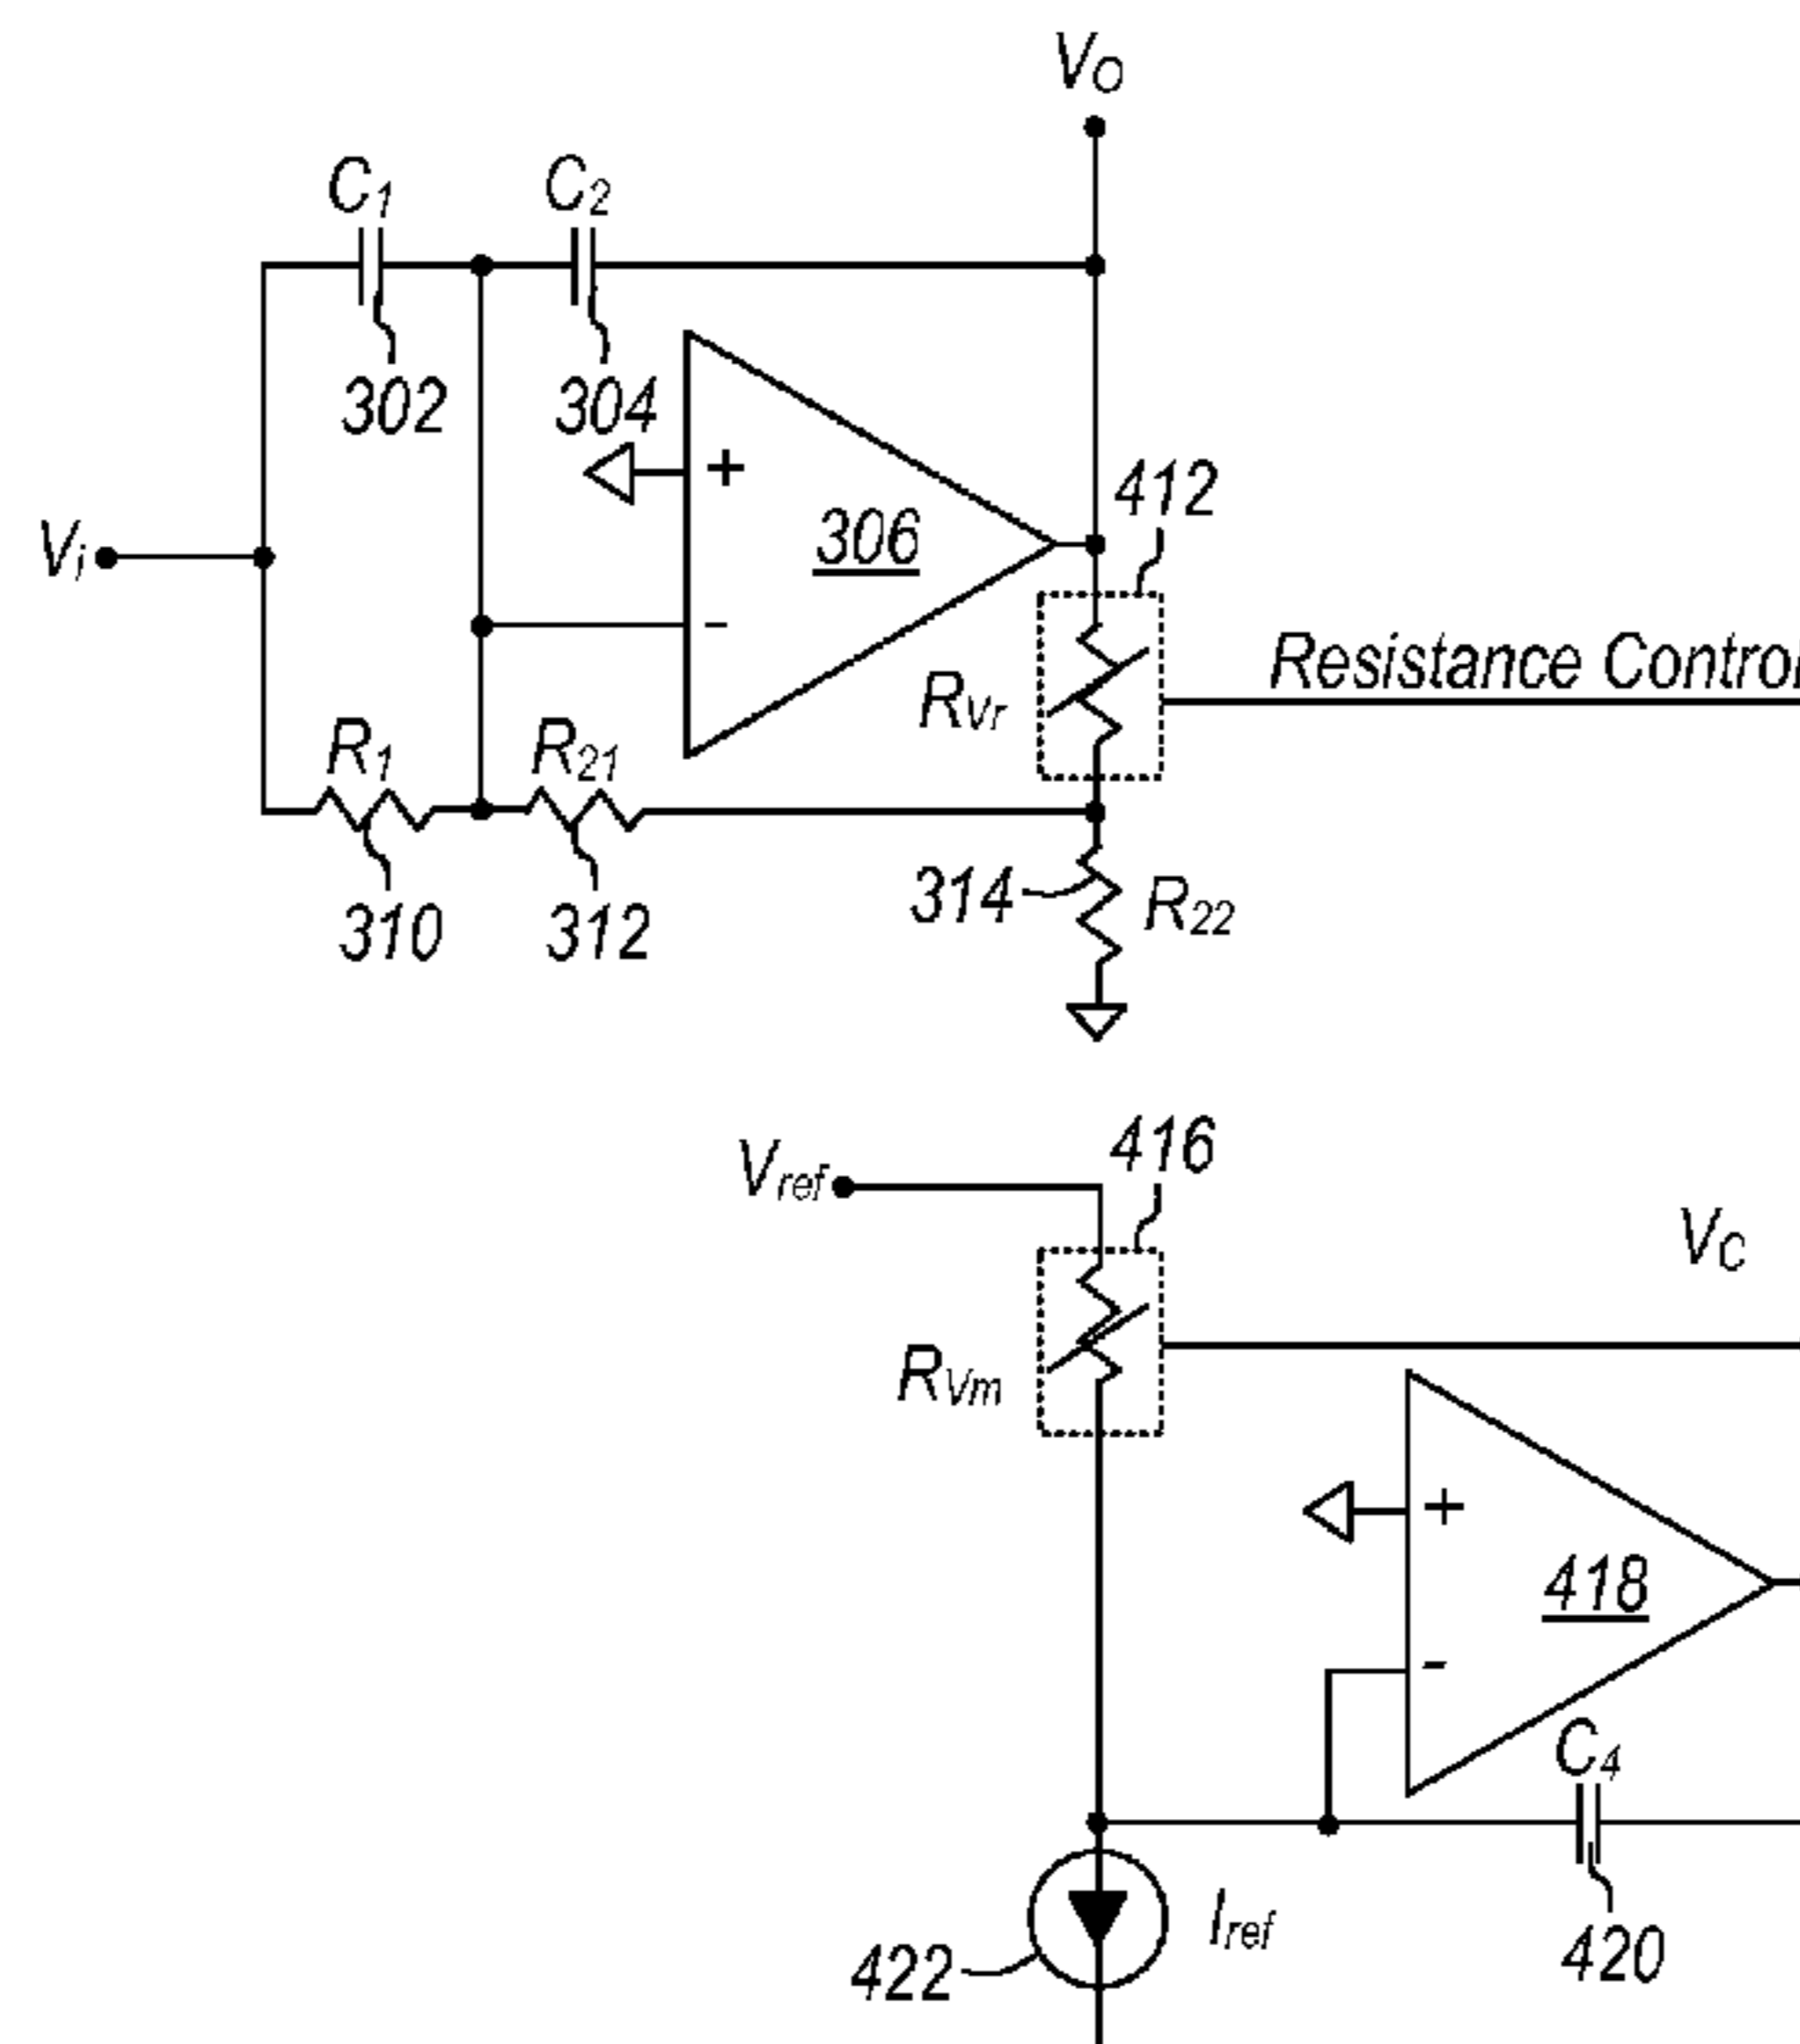 VO
C1
C2
302
304
+
412
306
Vi
-
Resistance Control
RVr
R1
R21
314
R22
310
312
416
Vref
VC
RVm
+
418
-
C4
Iref
422
420